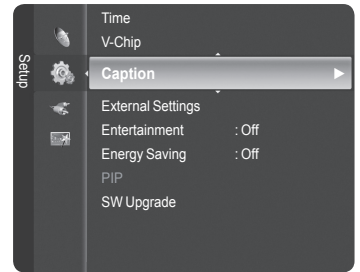 Setup
Time
V-Chip
Caption
External Settings
Entertainment : Off
Energy Saving : Off
PIP
SW Upgrade